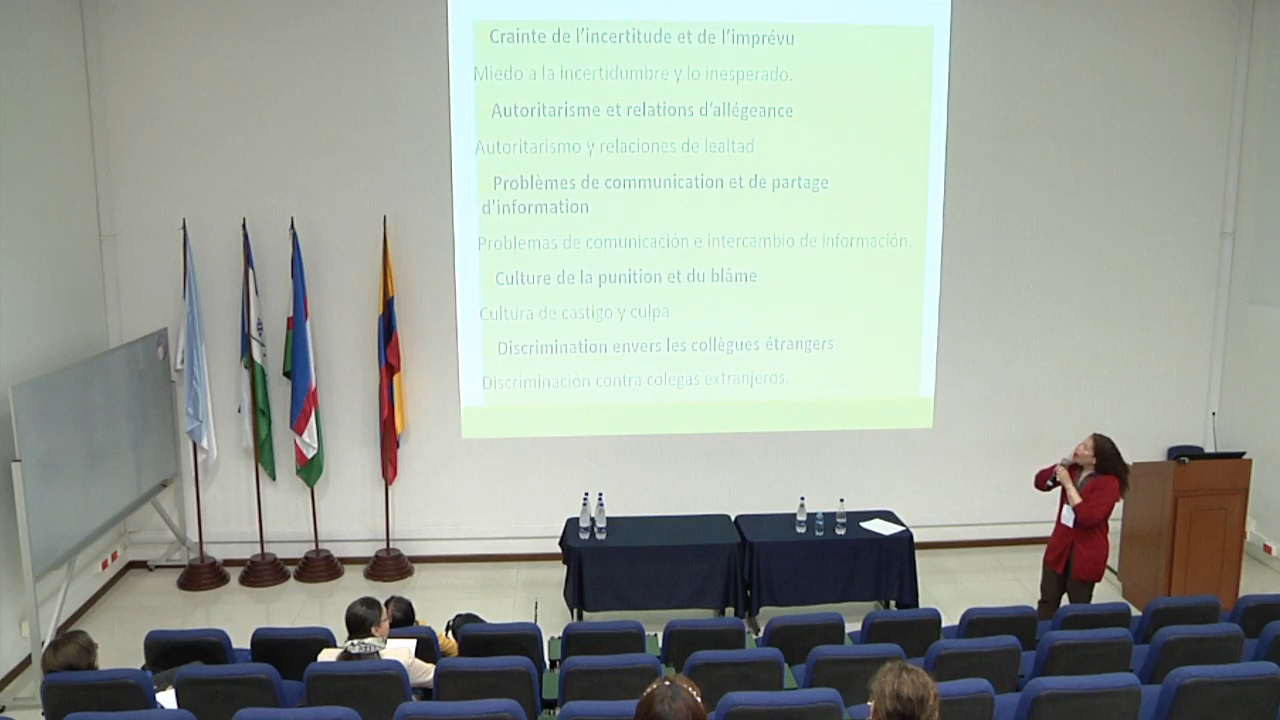 Crainte de l'incertitude et de l'imprévu
Miedo a la incertidumbre y lo inesperado.
Autoritarisme et relations d'allégeance
Autoritarismo y relaciones de lealtad
Problèmes de communication et de partage
d'information
Problemas de comunicación e intercambio de información.
Culture de la punition et du blâme
Cultura de castigo y culpa
Discrimination envers les collègues étrangers
Discriminación contra colegas extranjeros.